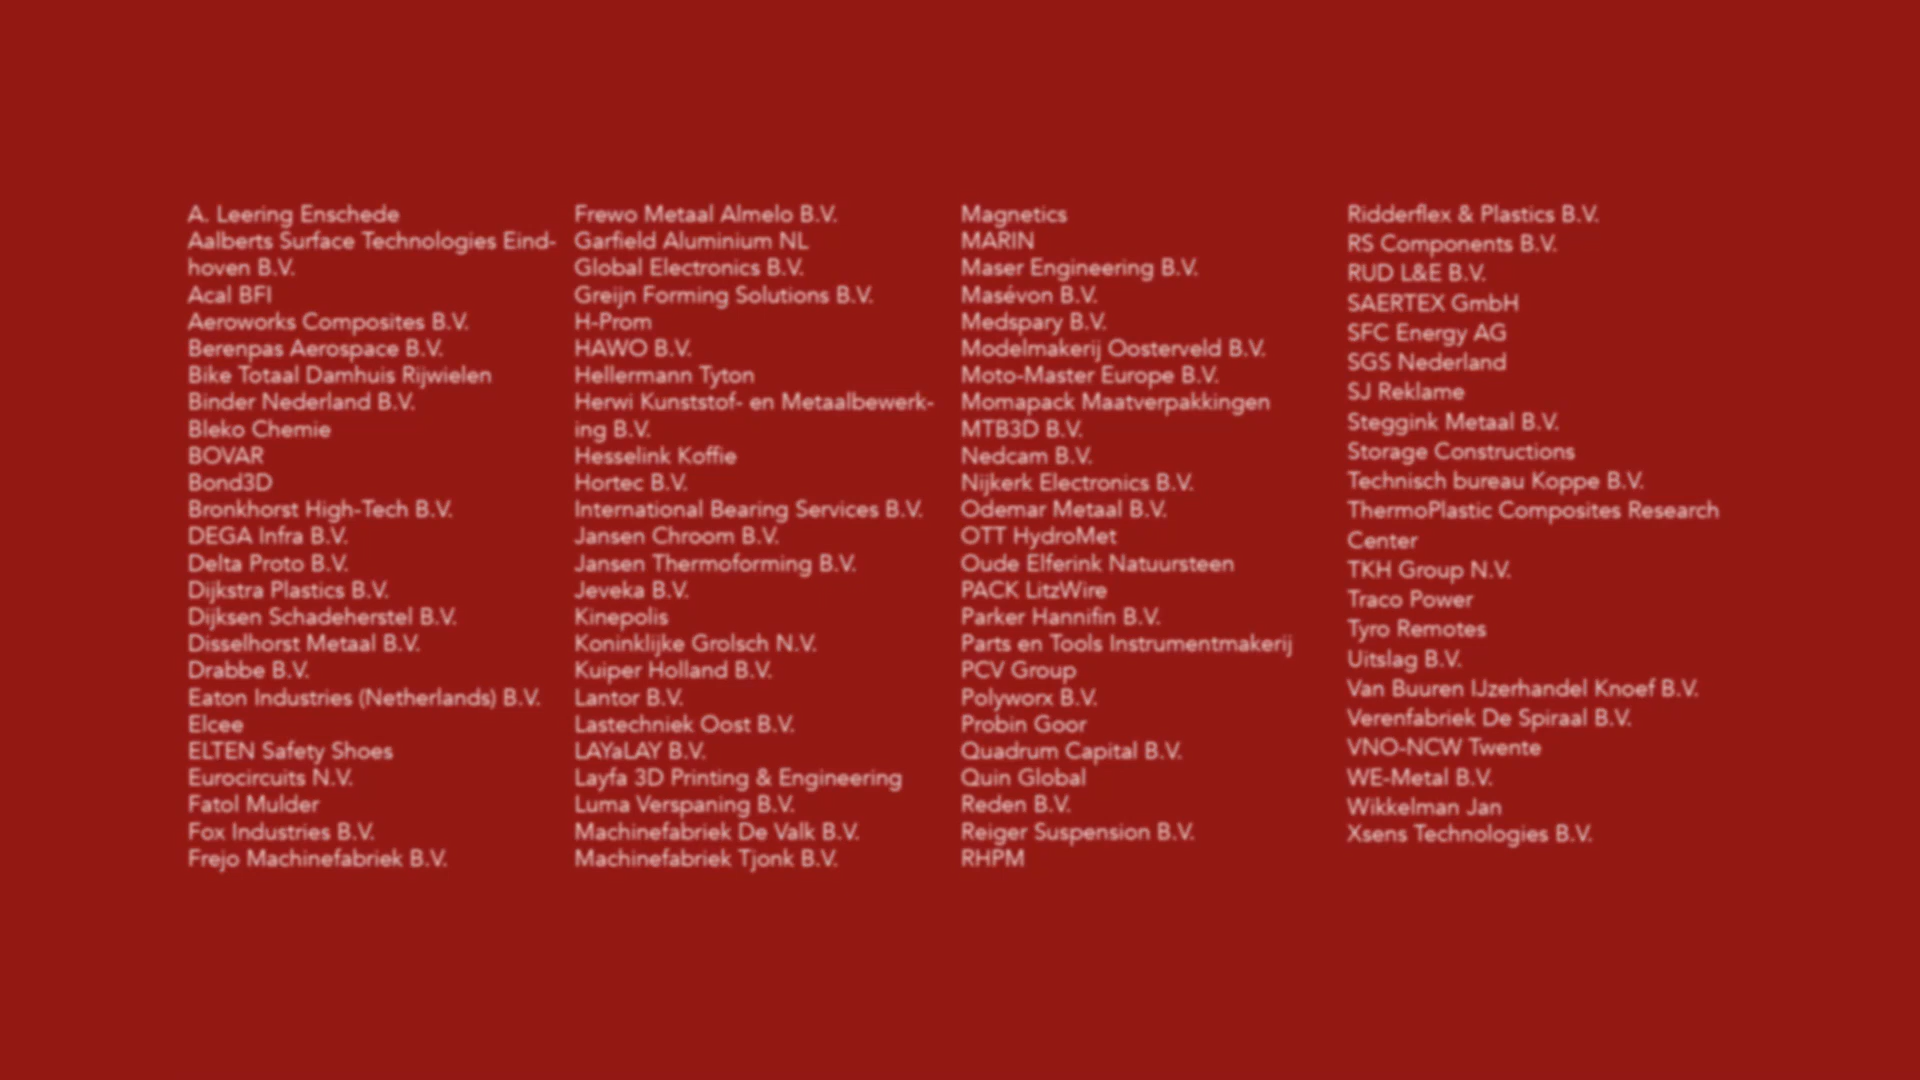 A. Leering Enschede
Aalberts Surface Technologies Eind-
hoven B.V.
Acal BFI
Aeroworks Composites B.V.
Berenpas Aerospace B.V.
Bike Totaal Damhuis Rijwielen
Binder Nederland B.V.
Bleko Chemie
BOVAR
Bond3D
Bronkhorst High-Tech B.V.
DEGA Infra B.V.
Delta Proto B.V.
Dijkstra Plastics B.V.
Dijksen Schadeherstel B.V.
Disselhorst Metaal B.V.
Drabbe B.V.
Eaton Industries (Netherlands) B.V.
Elcee
ELTEN Safety Shoes
Eurocircuits N.V.
Fatol Mulder
Fox Industries B.V.
Frejo Machinefabriek B.V.
Frewo Metaal Almelo B.V.
Garfield Aluminium NL
Global Electronics B.V.
Greijn Forming Solutions B.V.
H-Prom
HAWO B.V.
Hellermann Tyton
Herwi Kunststof- en Metaalbewerk-
ing B.V.
Hesselink Koffie
Hortec B.V.
International Bearing Services B.V.
Jansen Chroom B.V.
Jansen Thermoforming B.V.
Jeveka B.V.
Kinepolis
Koninklijke Grolsch N.V.
Kuiper Holland B.V.
Lantor B.V.
Lastechniek Oost B.V.
LAYaLAY B.V.
Layfa 3D Printing & Engineering
Luma Verspaning B.V.
Machinefabriek De Valk B.V.
Machinefabriek Tjonk B.V.
Magnetics
MARIN
Maser Engineering B.V.
Masévon B.V.
Medspary B.V.
Modelmakerij Oosterveld B.V.
Moto-Master Europe B.V.
Momapack Maatverpakkingen
MTB3D B.V.
Nedcam B.V.
Nijkerk Electronics B.V.
Odemar Metaal B.V.
OTT HydroMet
Oude Elferink Natuursteen
PACK LitzWire
Parker Hannifin B.V.
Parts en Tools Instrumentmakerij
PCV Group
Polyworx B.V.
Probin Goor
Quadrum Capital B.V.
Quin Global
Reden B.V.
Reiger Suspension B.V.
RHPM
Ridderflex & Plastics B.V.
RS Components B.V.
RUD L&E B.V.
SAERTEX GmbH
SFC Energy AG
SGS Nederland
SJ Reklame
Steggink Metaal B.V.
Storage Constructions
Technisch bureau Koppe B.V.
ThermoPlastic Composites Research
Center
TKH Group N.V.
Traco Power
Tyro Remotes
Uitslag B.V.
Van Buuren IJzerhandel Knoef B.V.
Verenfabriek De Spiraal B.V.
VNO-NCW Twente
WE-Metal B.V.
Wikkelman Jan
Xsens Technologies B.V.